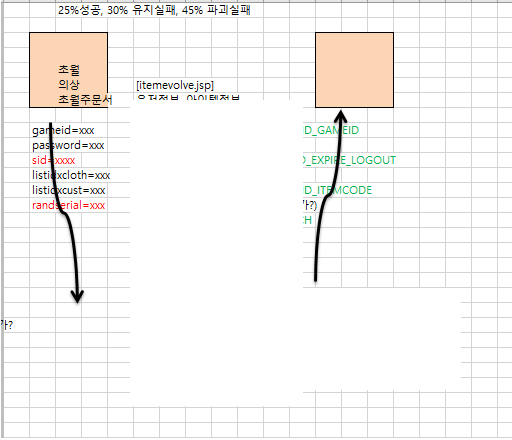 25%성공, 30% 유지실패, 45% 파괴실패
초월
의상
초월주문서
[itemevolve.jsp]
유저정보, 아이템정보
gameid=xxx
password=xxx
sid=xxxx
listidxcloth=xxx
listidxcust=xxx
randserial=xxx
D_GAMEID
D_EXPIRE_LOGOUT
D_ITEMCODE
가?)
CH
가?